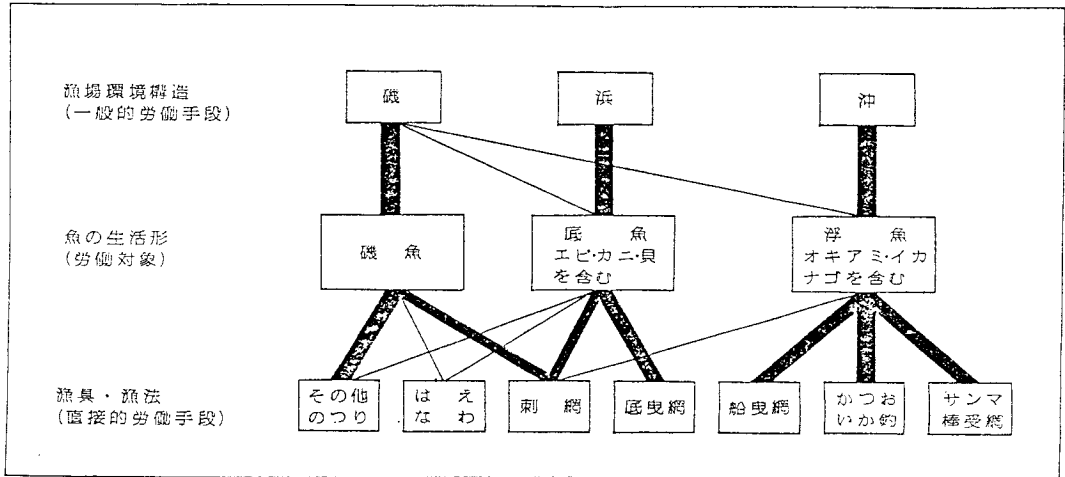 漁場環境構造
(一般的労働手段)
磯
浜
沖
魚の生活形
(労働対象)
磯 魚
底 魚
エビ・カニ・貝
を含む
浮 魚
オキアミ・イカ
ナゴを含む
漁具・漁法
(直接的労働手段)
その他
のつり
はえ
なわ
刺網
底曳網
船曳網
かつお
いか釣
サンマ
棒受網